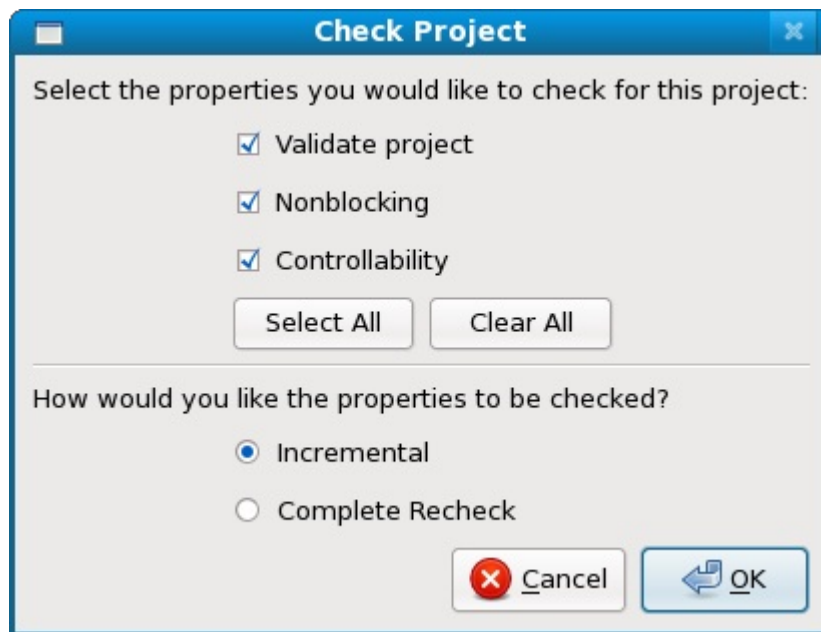 Check Project
Select the properties you would like to check for this project:
Validate project
Nonblocking
Controllability
Select All Clear All
How would you like the properties to be checked?
Incremental
Complete Recheck
Cancel OK